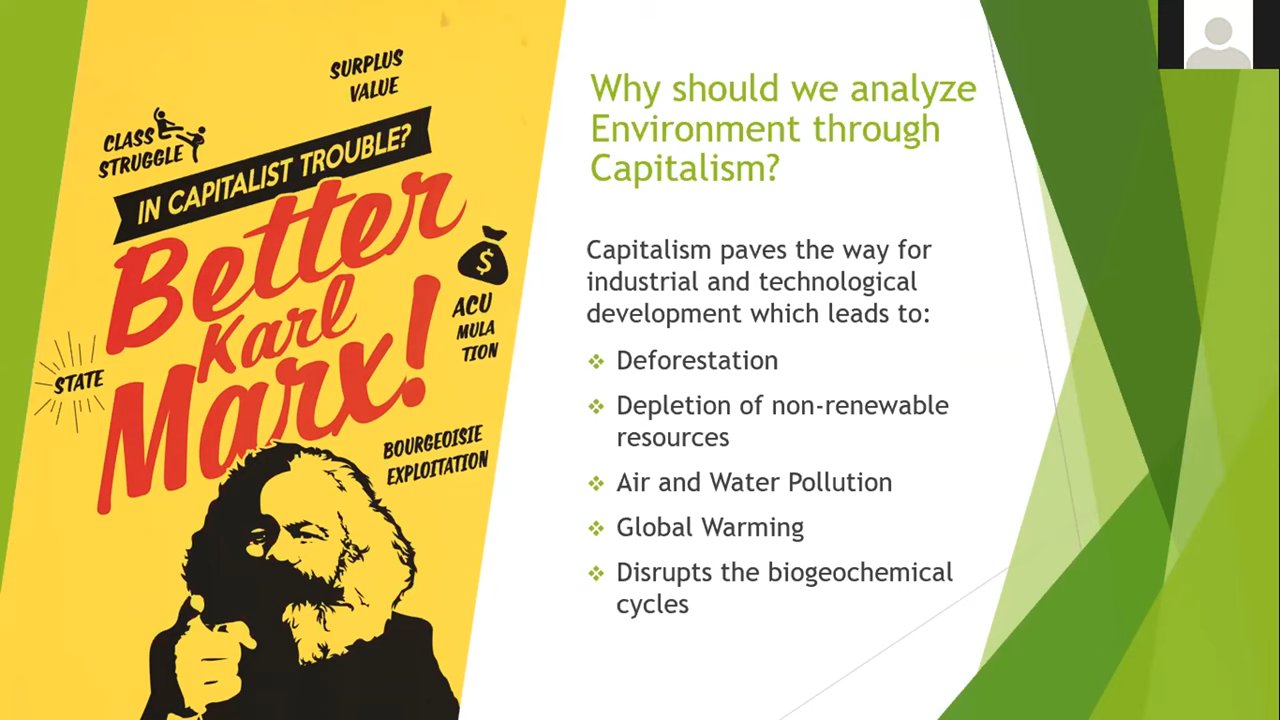 SURPLUS
VALUE
CLASS
STRUGGLE
IN CAPITALIST TROUBLE?
Better
Karl
Marx!
$
ACU
MULA
TION
STATE
BOURGEOISIE
EXPLOITATION
Why should we analyze
Environment through
Capitalism?
Capitalism paves the way for
industrial and technological
development which leads to:
❖ Deforestation
❖ Depletion of non-renewable
resources
❖ Air and Water Pollution
❖ Global Warming
❖ Disrupts the biogeochemical
cycles